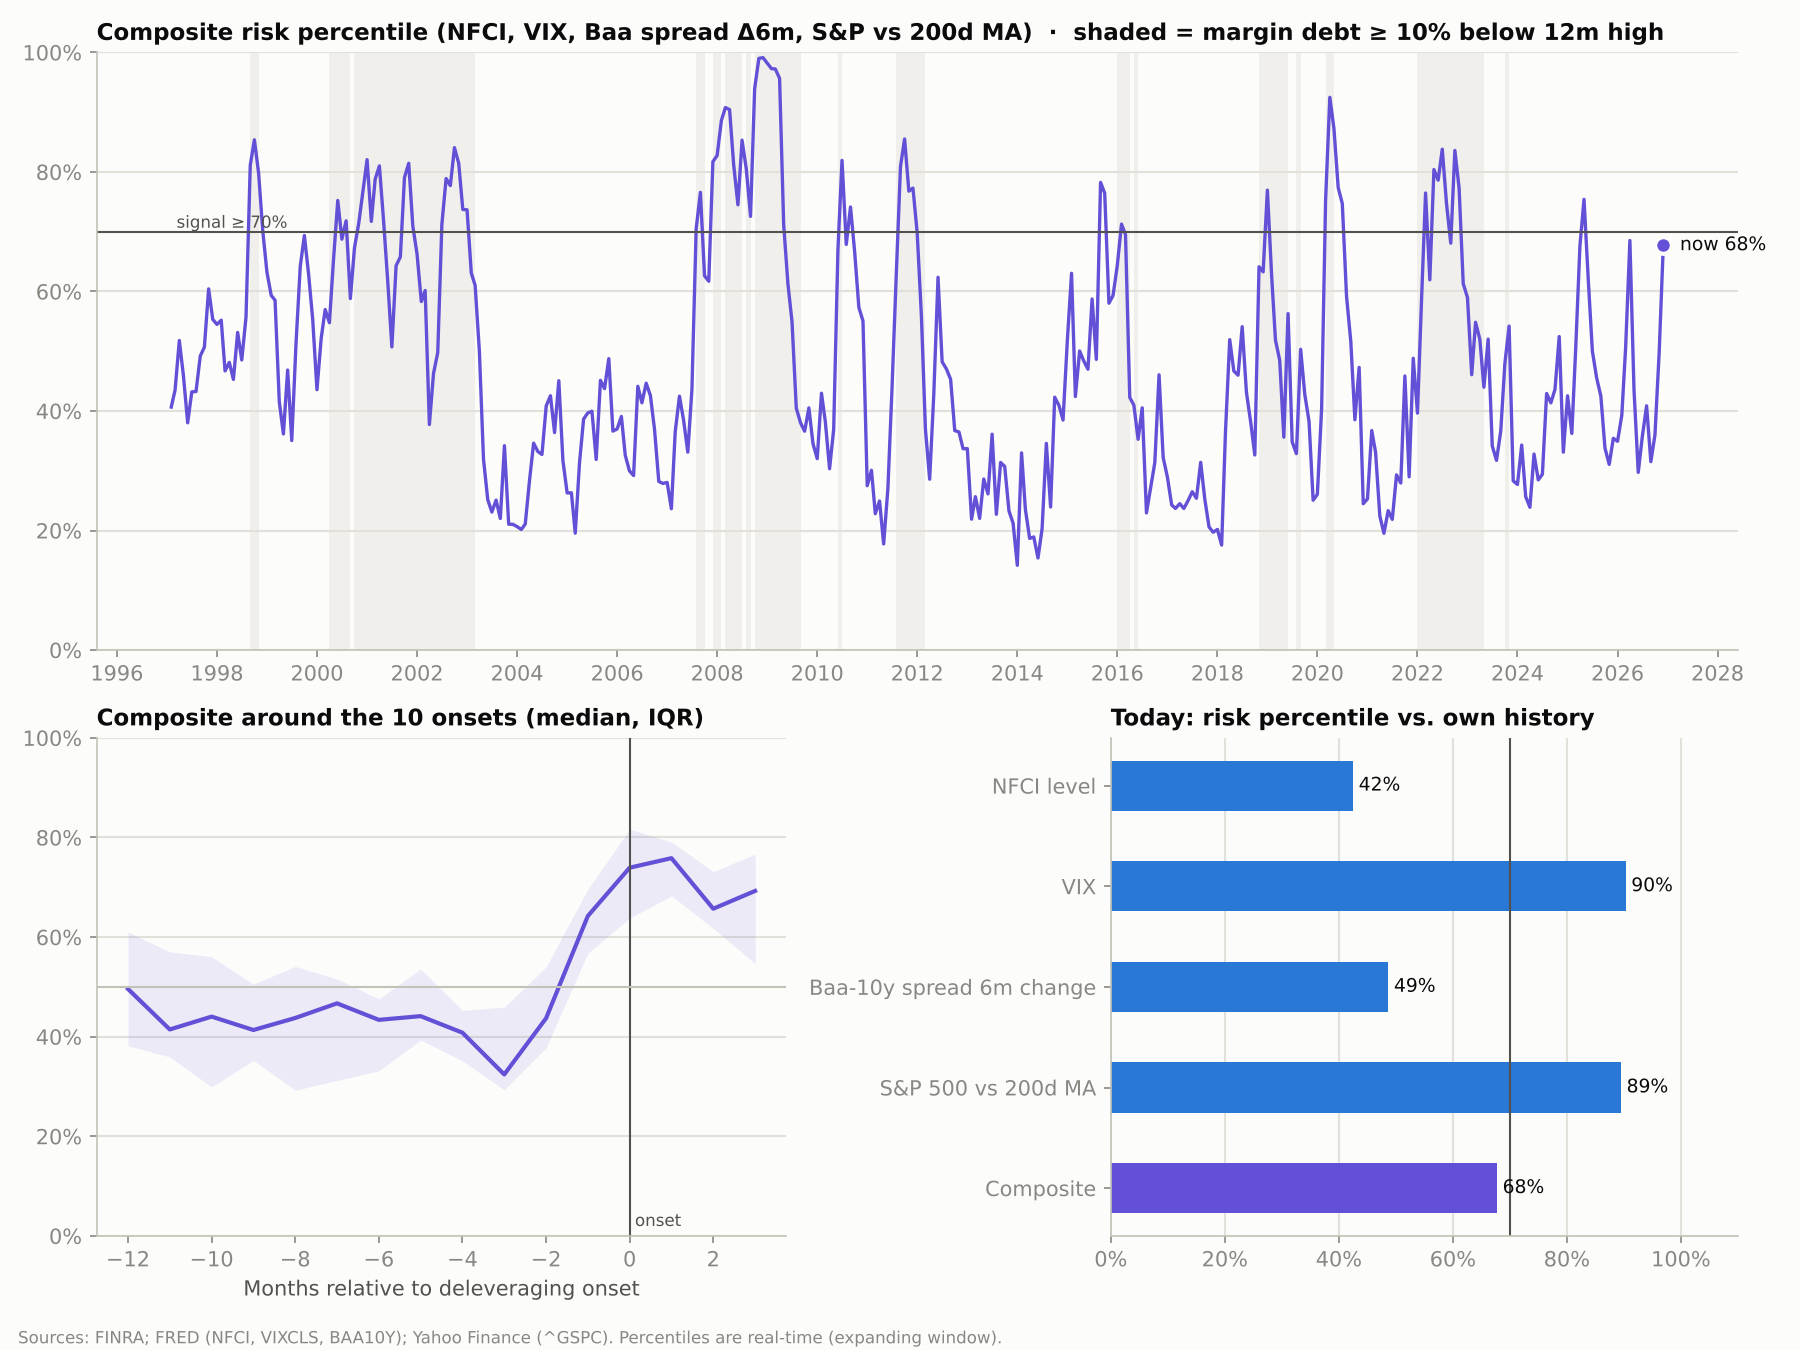 Composite risk percentile (NFCI, VIX, Baa spread Δ6m, S&P vs 200d MA)  ·  shaded = margin debt ≥ 10% below 12m high
100%
80%
60%
40%
20%
0%
signal ≥ 70%
now 68%
1996 1998 2000 2002 2004 2006 2008 2010 2012 2014 2016 2018 2020 2022 2024 2026 2028
Composite around the 10 onsets (median, IQR)
100%
80%
60%
40%
20%
0%
onset
−12 −10 −8 −6 −4 −2 0 2
Months relative to deleveraging onset
Today: risk percentile vs. own history
NFCI level 42%
VIX 90%
Baa-10y spread 6m change 49%
S&P 500 vs 200d MA 89%
Composite 68%
0% 20% 40% 60% 80% 100%
Sources: FINRA; FRED (NFCI, VIXCLS, BAA10Y); Yahoo Finance (^GSPC). Percentiles are real-time (expanding window).